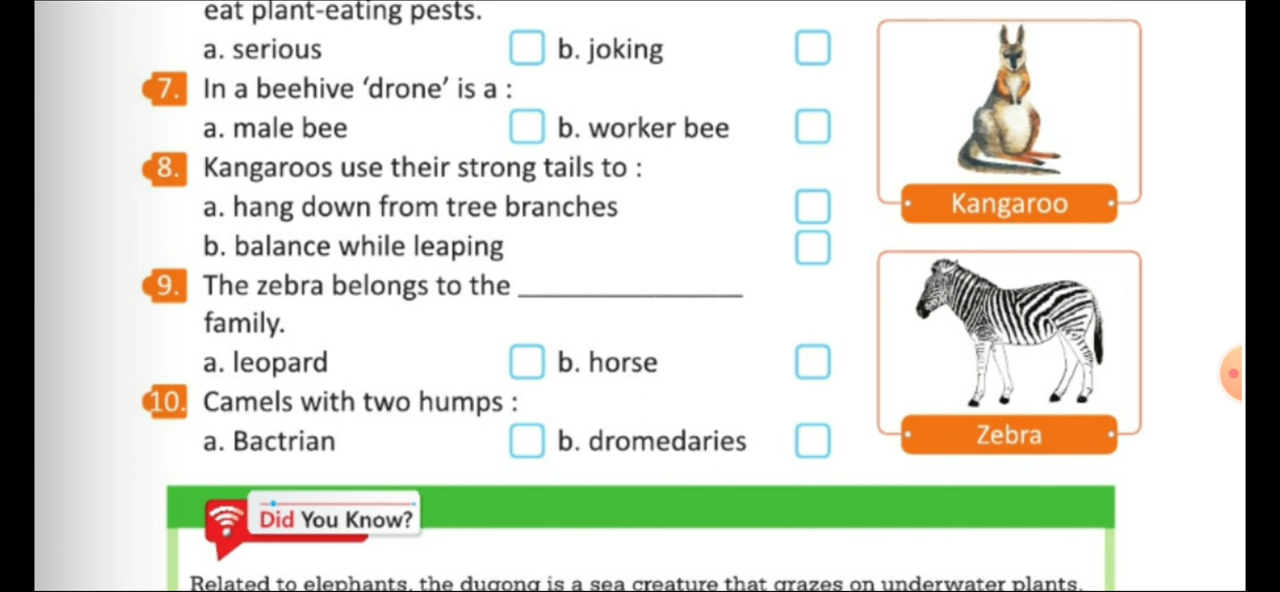 eat plant-eating pests.
a. serious b. joking
7. In a beehive ‘drone’ is a :
a. male bee b. worker bee
8. Kangaroos use their strong tails to :
a. hang down from tree branches
b. balance while leaping
Kangaroo
9. The zebra belongs to the ________________
family.
a. leopard b. horse
10. Camels with two humps :
a. Bactrian b. dromedaries
Zebra
Did You Know?
Related to elephants, the dugong is a sea creature that grazes on underwater plants.